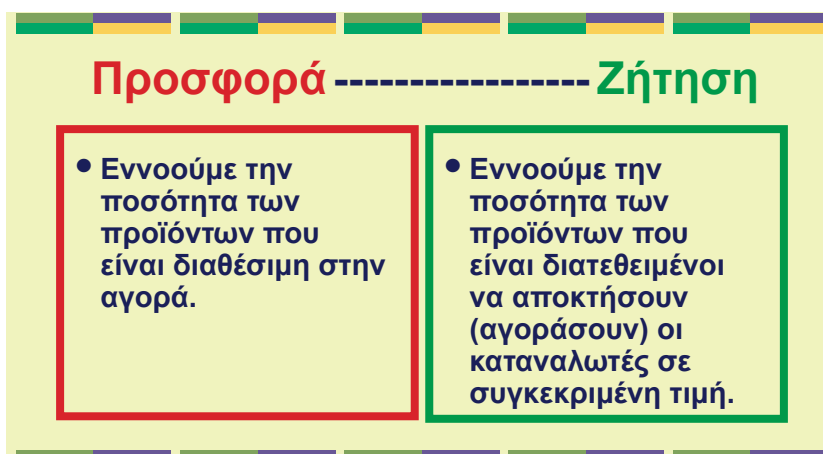 Προσφορά ----------------- Ζήτηση
• Εννοούμε την
ποσότητα των
προϊόντων που
είναι διαθέσιμη στην
αγορά.
• Εννοούμε την
ποσότητα των
προϊόντων που
είναι διατεθειμένοι
να αποκτήσουν
(αγοράσουν) οι
καταναλωτές σε
συγκεκριμένη τιμή.